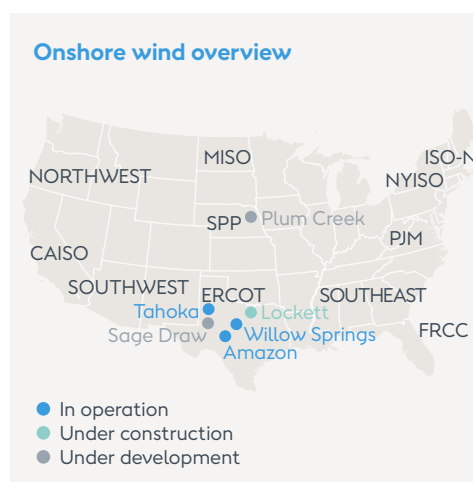 Onshore wind overview
MISO
ISO-N
NORTHWEST
NYISO
SPP
Plum Creek
PJM
CAISO
SOUTHWEST
ERCOT
SOUTHEAST
Tahoka
Lockett
FRCC
Sage Draw
Willow Springs
Amazon
In operation
Under construction
Under development